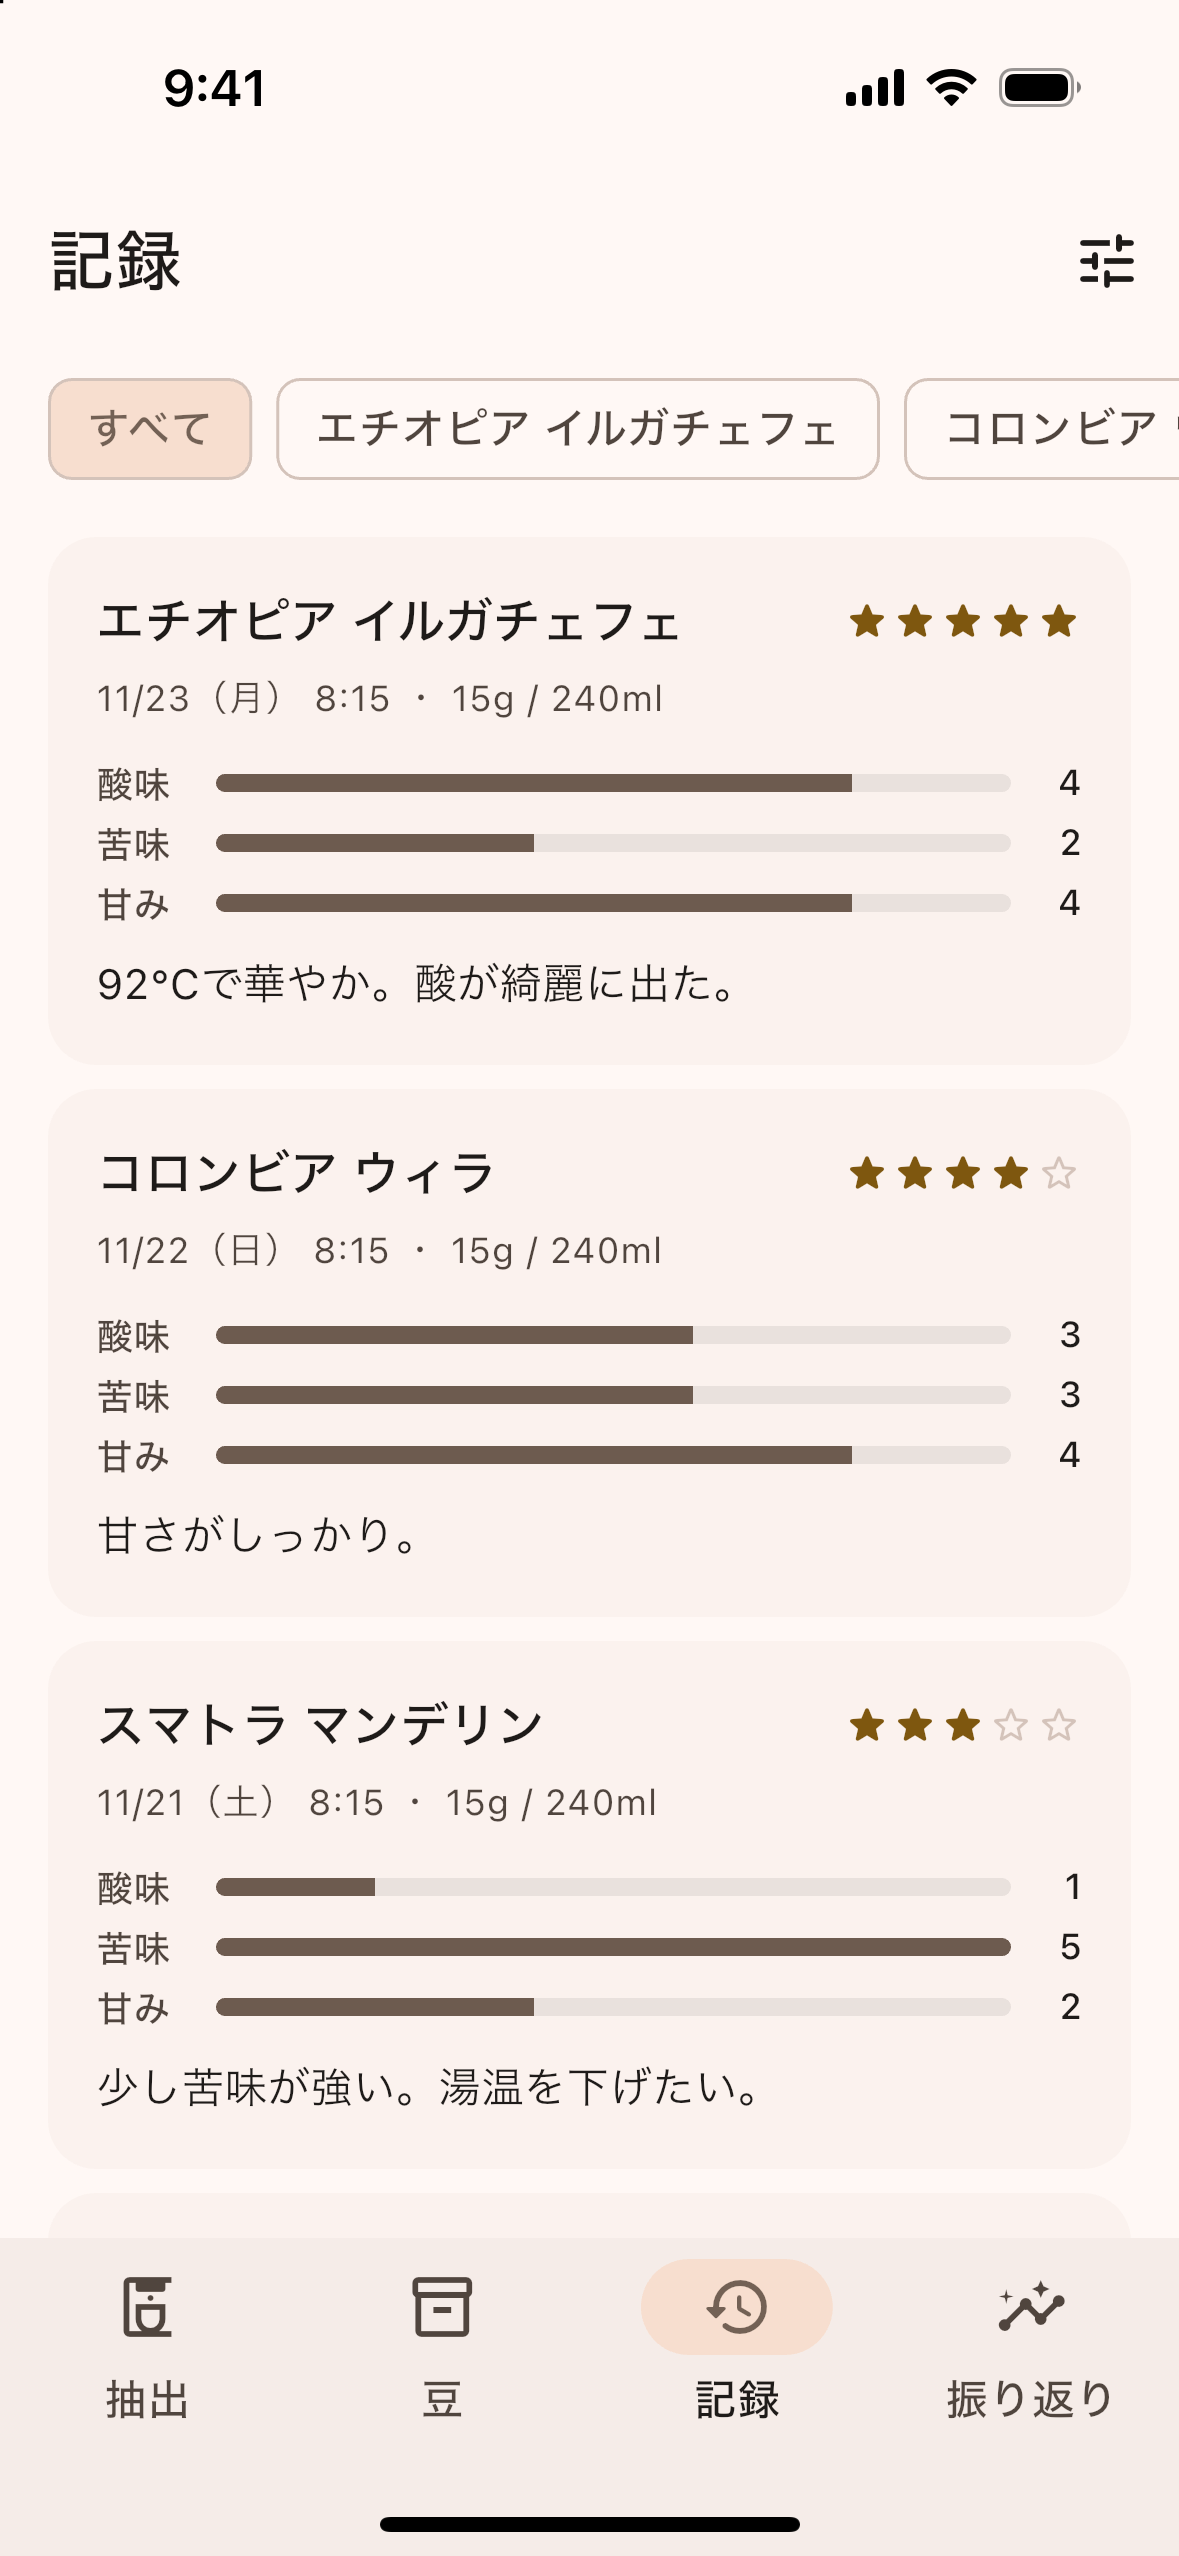 9:41
記録
すべて エチオピア イルガチェフェ コロンビア
エチオピア イルガチェフェ
11/23（月） 8:15 ・ 15g / 240ml
酸味 4
苦味 2
甘み 4
92°Cで華やか。酸が綺麗に出た。
コロンビア ウィラ
11/22（日） 8:15 ・ 15g / 240ml
酸味 3
苦味 3
甘み 4
甘さがしっかり。
スマトラ マンデリン
11/21（土） 8:15 ・ 15g / 240ml
酸味 1
苦味 5
甘み 2
少し苦味が強い。湯温を下げたい。
抽出 豆 記録 振り返り